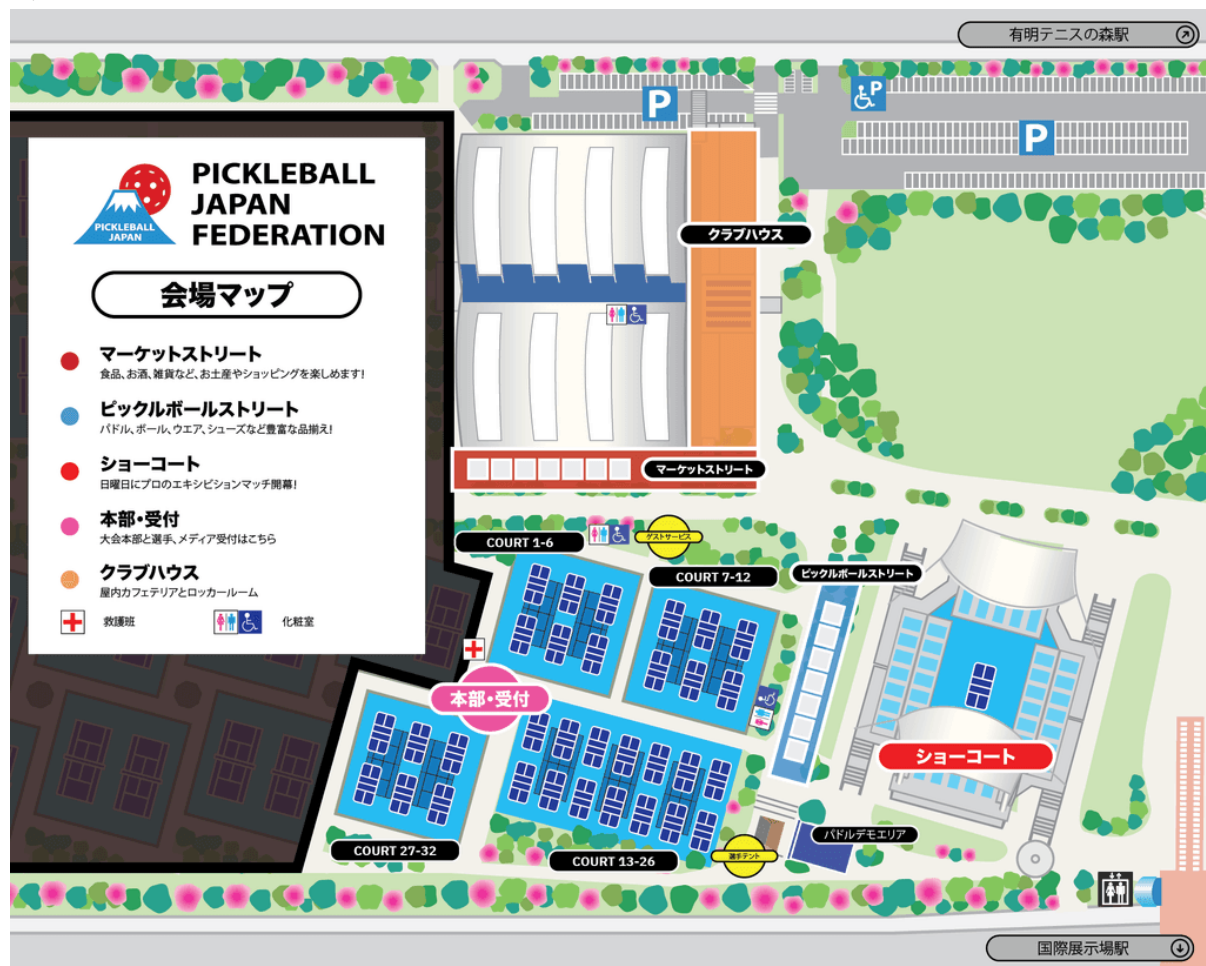 有明テニスの森駅
P
P
P
PICKLEBALL
JAPAN
FEDERATION
PICKLEBALL
JAPAN
会場マップ
マーケットストリート
食品、お酒、雑貨など、お土産やショッピングを楽しめます!
ピックルボールストリート
パドル、ボール、ウエア、シューズなど豊富な品揃え!
ショーコート
日曜日にプロのエキシビションマッチ開幕!
本部・受付
大会本部と選手、メディア受付はこちら
クラブハウス
屋内カフェテリアとロッカールーム
救護班
化粧室
クラブハウス
マーケットストリート
ゲストサービス
COURT 1-6
COURT 7-12
ピックルボールストリート
本部・受付
ショーコート
パドルデモエリア
COURT 27-32
COURT 13-26
選手テント
国際展示場駅